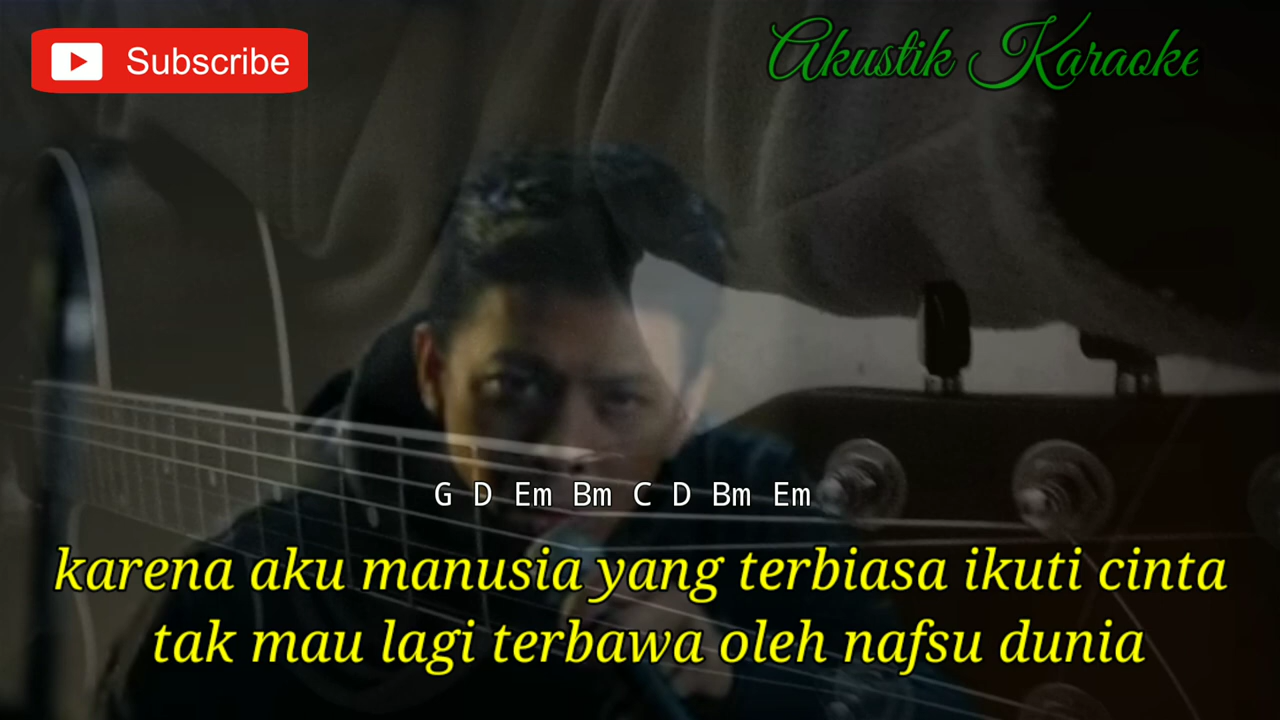 Subscribe
Akustik Karaoke
G D Em Bm C D Bm Em
karena aku manusia yang terbiasa ikuti cinta
tak mau lagi terbawa oleh nafsu dunia